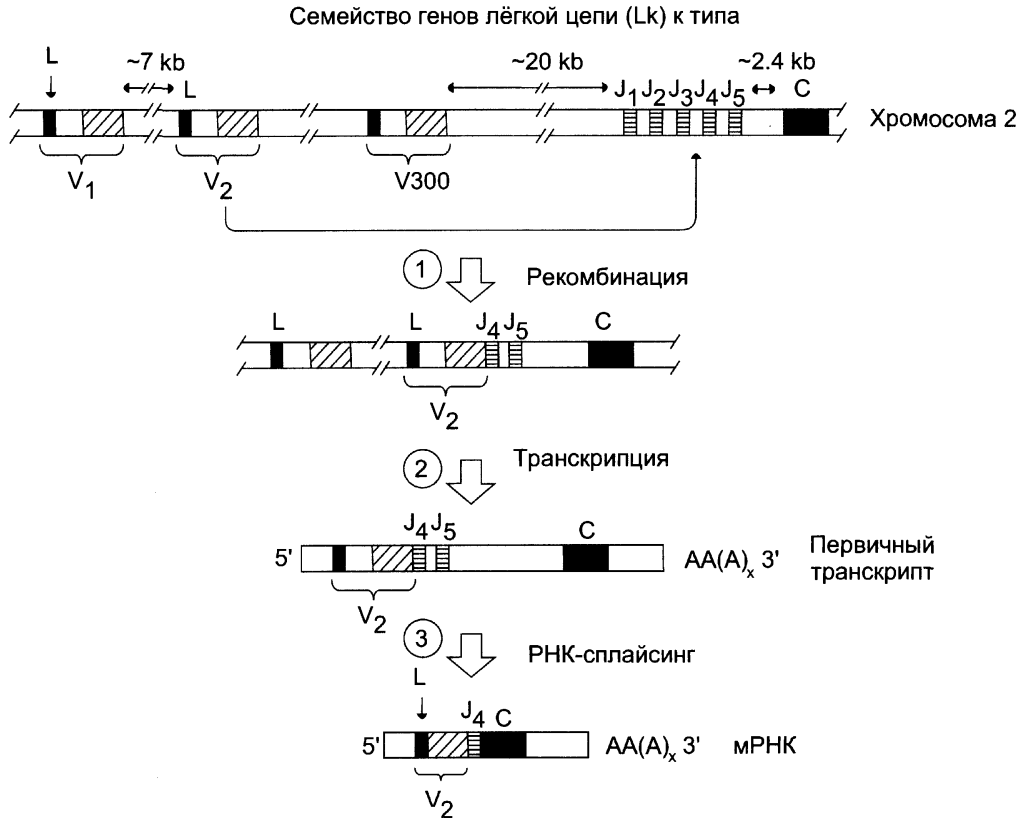 Семейство генов лёгкой цепи (Lk) к типа
L ~7 kb L ~20 kb ~2.4 kb
J1 J2 J3 J4 J5 C
Хромосома 2
V1 V2 V300
1 Рекомбинация
L L J4 J5 C
V2
2 Транскрипция
J4 J5 C
5' AA(A)x 3' Первичный
транскрипт
V2
3 РНК-сплайсинг
L
J4 C
5' AA(A)x 3' мРНК
V2